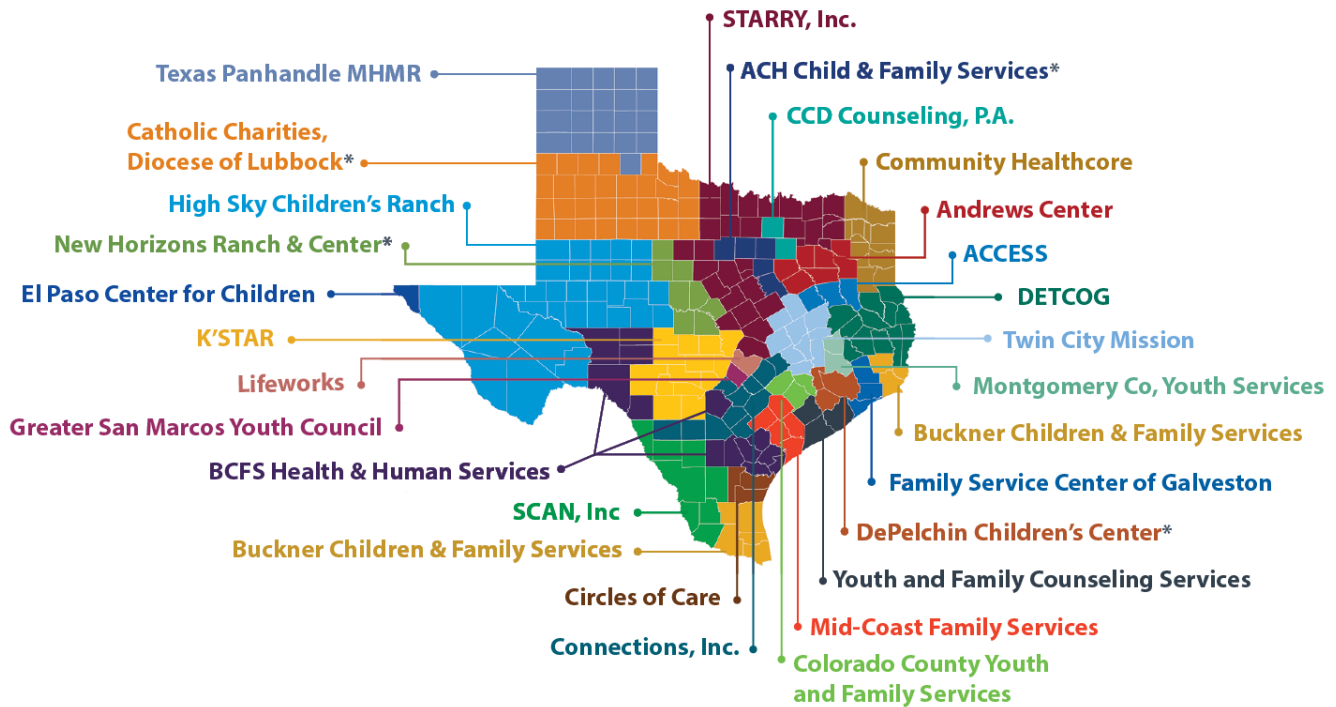 STARRY, Inc.
Texas Panhandle MHMR
ACH Child & Family Services*
CCD Counseling, P.A.
Catholic Charities,
Diocese of Lubbock*
Community Healthcore
High Sky Children's Ranch
Andrews Center
New Horizons Ranch & Center*
ACCESS
El Paso Center for Children
DETCOG
K'STAR
Twin City Mission
Lifeworks
Montgomery Co, Youth Services
Greater San Marcos Youth Council
Buckner Children & Family Services
BCFS Health & Human Services
Family Service Center of Galveston
SCAN, Inc
DePelchin Children's Center*
Buckner Children & Family Services
Youth and Family Counseling Services
Circles of Care
Mid-Coast Family Services
Connections, Inc.
Colorado County Youth
and Family Services